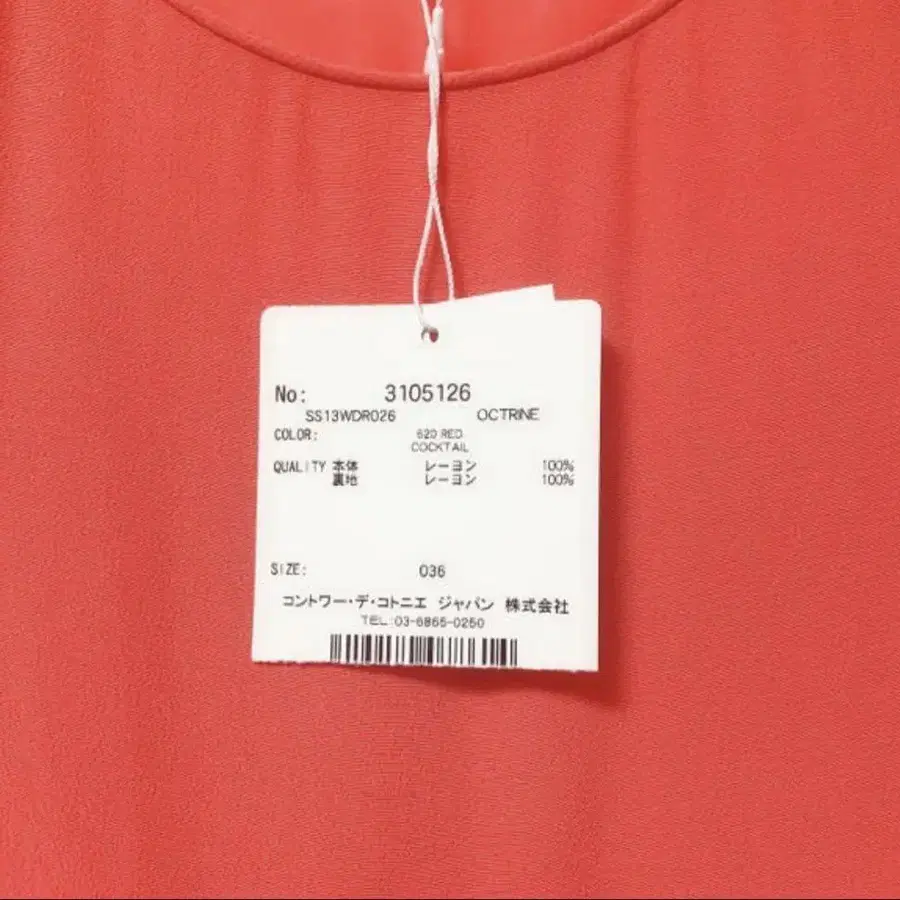 No: 3105126
SS13WDR026 OCTRINE
COLOR: 620 RED
COCKTAIL
QUALITY 本体 レーヨン 100%
裏地 レーヨン 100%
SIZE: 036
コントワー・デ・コトニエ ジャパン 株式会社
TEL:03-6865-0250